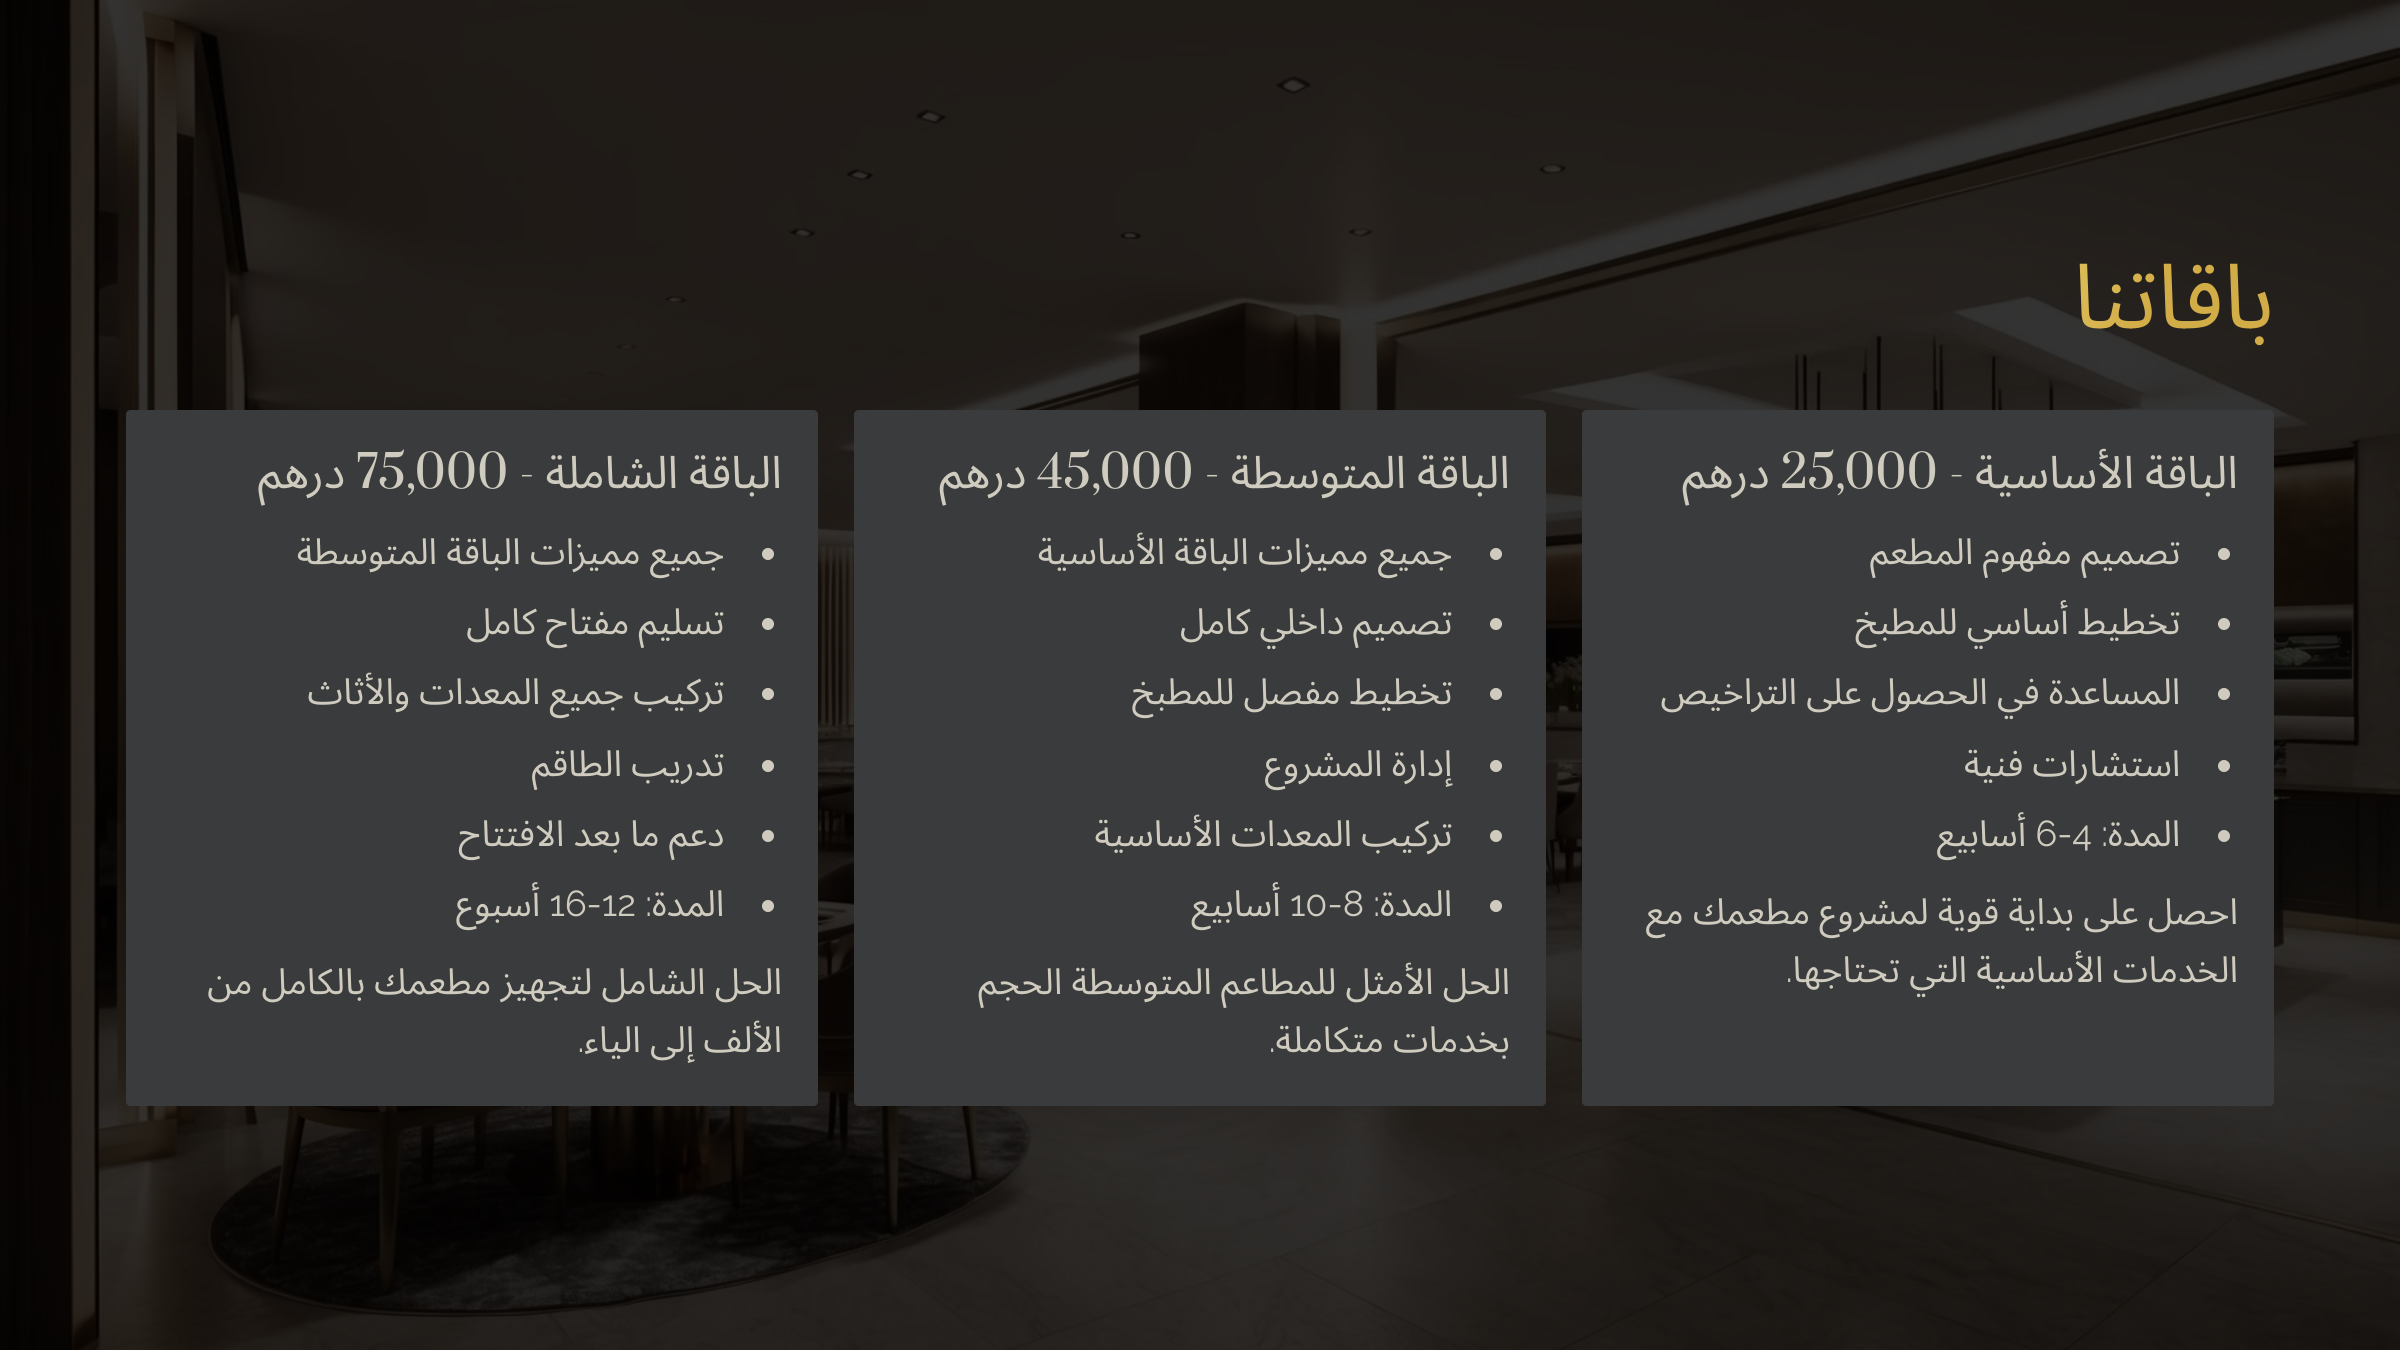 باقاتنا
الباقة الأساسية - 25,000 درهم
تصميم مفهوم المطعم
تخطيط أساسي للمطبخ
المساعدة في الحصول على التراخيص
استشارات فنية
المدة: 4-6 أسابيع
احصل على بداية قوية لمشروع مطعمك مع
الخدمات الأساسية التي تحتاجها.
الباقة المتوسطة - 45,000 درهم
جميع مميزات الباقة الأساسية
تصميم داخلي كامل
تخطيط مفصل للمطبخ
إدارة المشروع
تركيب المعدات الأساسية
المدة: 8-10 أسابيع
الحل الأمثل للمطاعم المتوسطة الحجم
بخدمات متكاملة.
الباقة الشاملة - 75,000 درهم
جميع مميزات الباقة المتوسطة
تسليم مفتاح كامل
تركيب جميع المعدات والأثاث
تدريب الطاقم
دعم ما بعد الافتتاح
المدة: 12-16 أسبوع
الحل الشامل لتجهيز مطعمك بالكامل من
الألف إلى الياء.